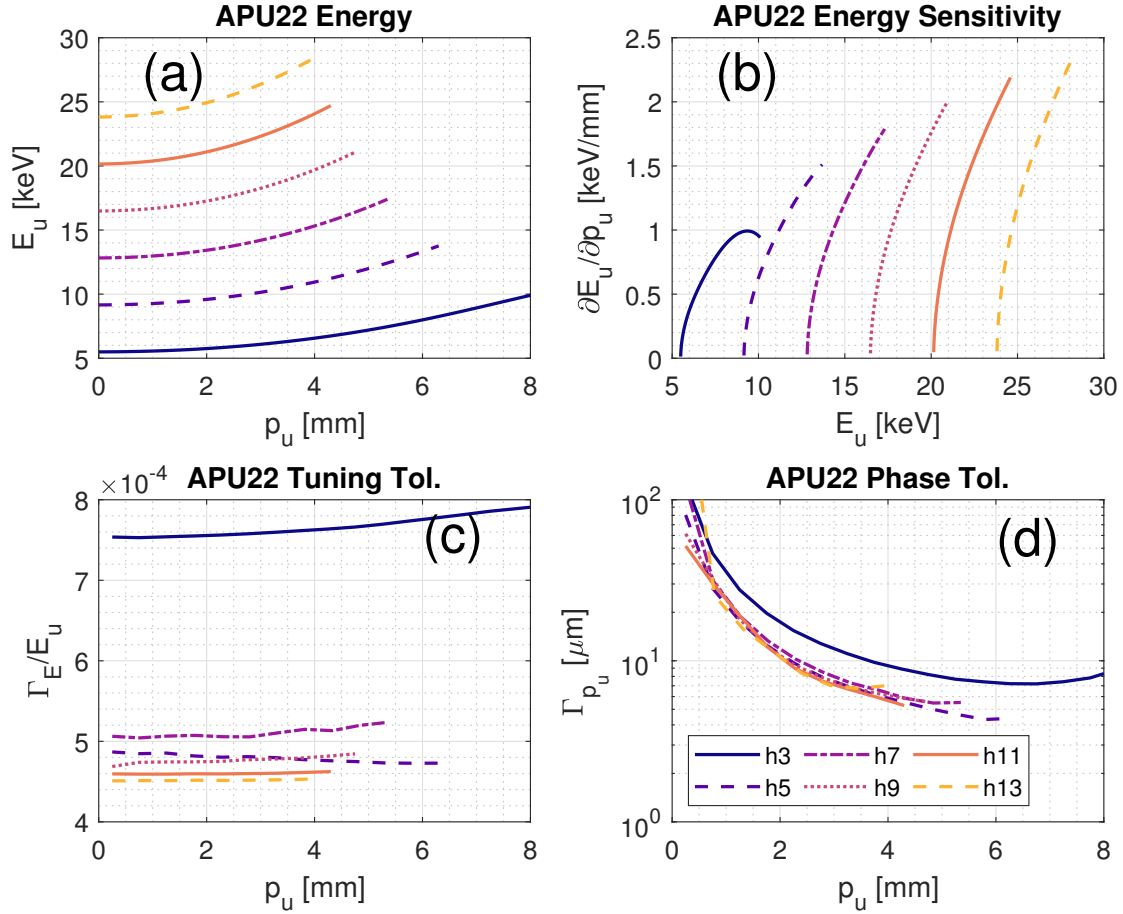 APU22 Energy
(a)
30
25
20
15
10
5
E_u [keV]
0 2 4 6 8
p_u [mm]
APU22 Energy Sensitivity
(b)
2.5
2
1.5
1
0.5
0
∂E_u/∂p_u [keV/mm]
5 10 15 20 25 30
E_u [keV]
APU22 Tuning Tol.
×10^-4
(c)
8
7
6
5
4
Γ_E/E_u
0 2 4 6 8
p_u [mm]
APU22 Phase Tol.
(d)
10^2
10^1
10^0
Γ_{p_u} [μm]
h3 h7 h11
h5 h9 h13
0 2 4 6 8
p_u [mm]